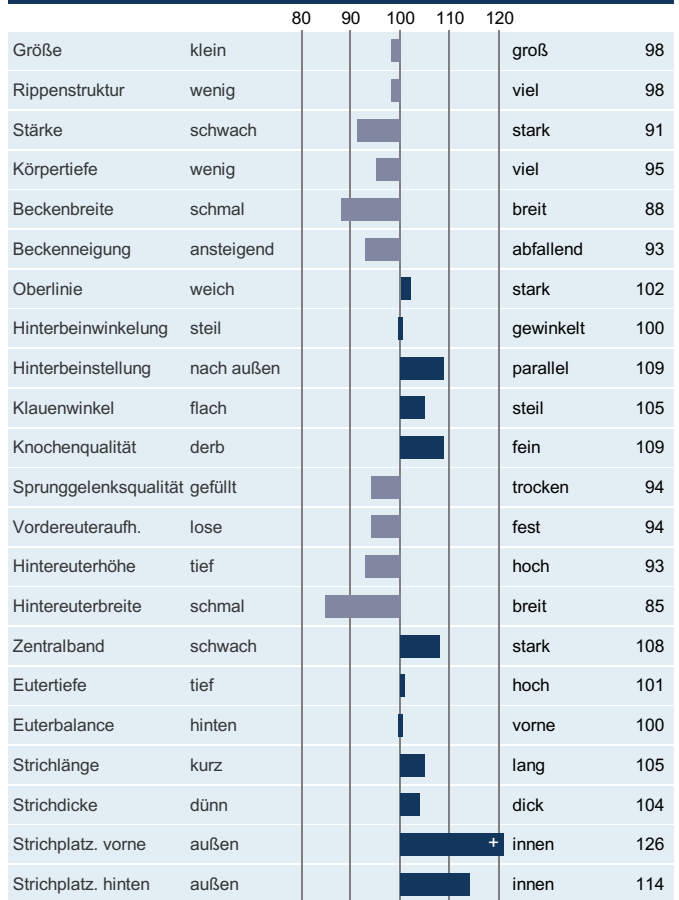 80 90 100 110 120
Größe klein groß 98
Rippenstruktur wenig viel 98
Stärke schwach stark 91
Körpertiefe wenig viel 95
Beckenbreite schmal breit 88
Beckenneigung ansteigend abfallend 93
Oberlinie weich stark 102
Hinterbeinwinkelung steil gewinkelt 100
Hinterbeinstellung nach außen parallel 109
Klauenwinkel flach steil 105
Knochenqualität derb fein 109
Sprunggelenksqualität gefüllt trocken 94
Vordereuteraufh. lose fest 94
Hintereuterhöhe tief hoch 93
Hintereuterbreite schmal breit 85
Zentralband schwach stark 108
Eutertiefe tief hoch 101
Euterbalance hinten vorne 100
Strichlänge kurz lang 105
Strichdicke dünn dick 104
Strichplatz. vorne außen + innen 126
Strichplatz. hinten außen innen 114